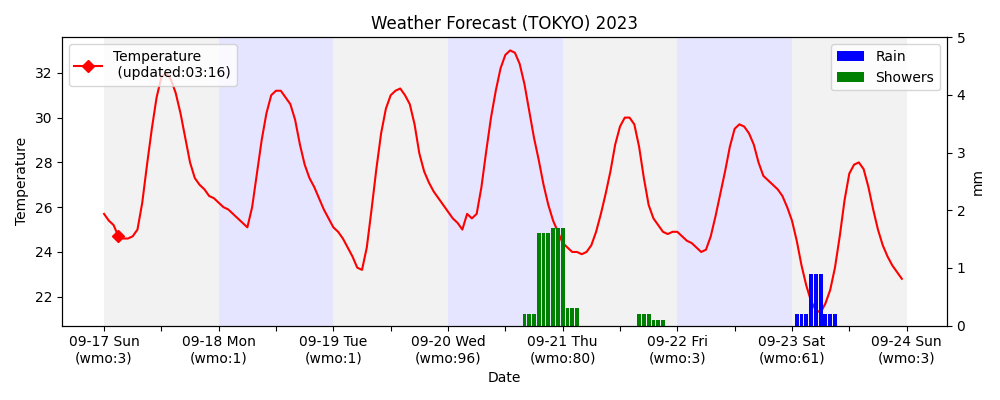 Weather Forecast (TOKYO) 2023
Temperature
(updated:03:16)
Rain
Showers
Temperature
32
30
28
26
24
22
5
4
3
2
1
0
mm
09-17 Sun
(wmo:3)
09-18 Mon
(wmo:1)
09-19 Tue
(wmo:1)
09-20 Wed
(wmo:96)
09-21 Thu
(wmo:80)
09-22 Fri
(wmo:3)
09-23 Sat
(wmo:61)
09-24 Sun
(wmo:3)
Date